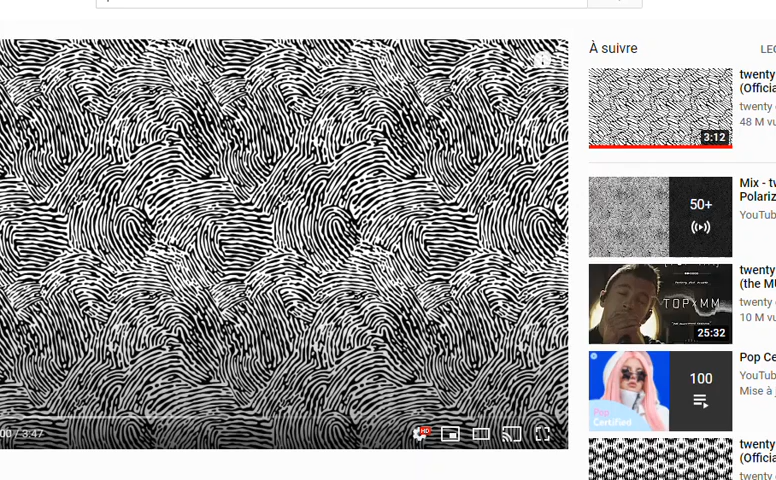 À suivre
LEC
3:12
twenty
(Officia
twenty
48 M vu
50+
Mix - tw
Polariz
YouTub
TOP×MM
25:32
twenty
(the MU
twenty
10 M vu
100
Pop
Certified
Pop Ce
YouTub
Mise à j
twenty
(Officia
twenty
00 / 3:47
HD